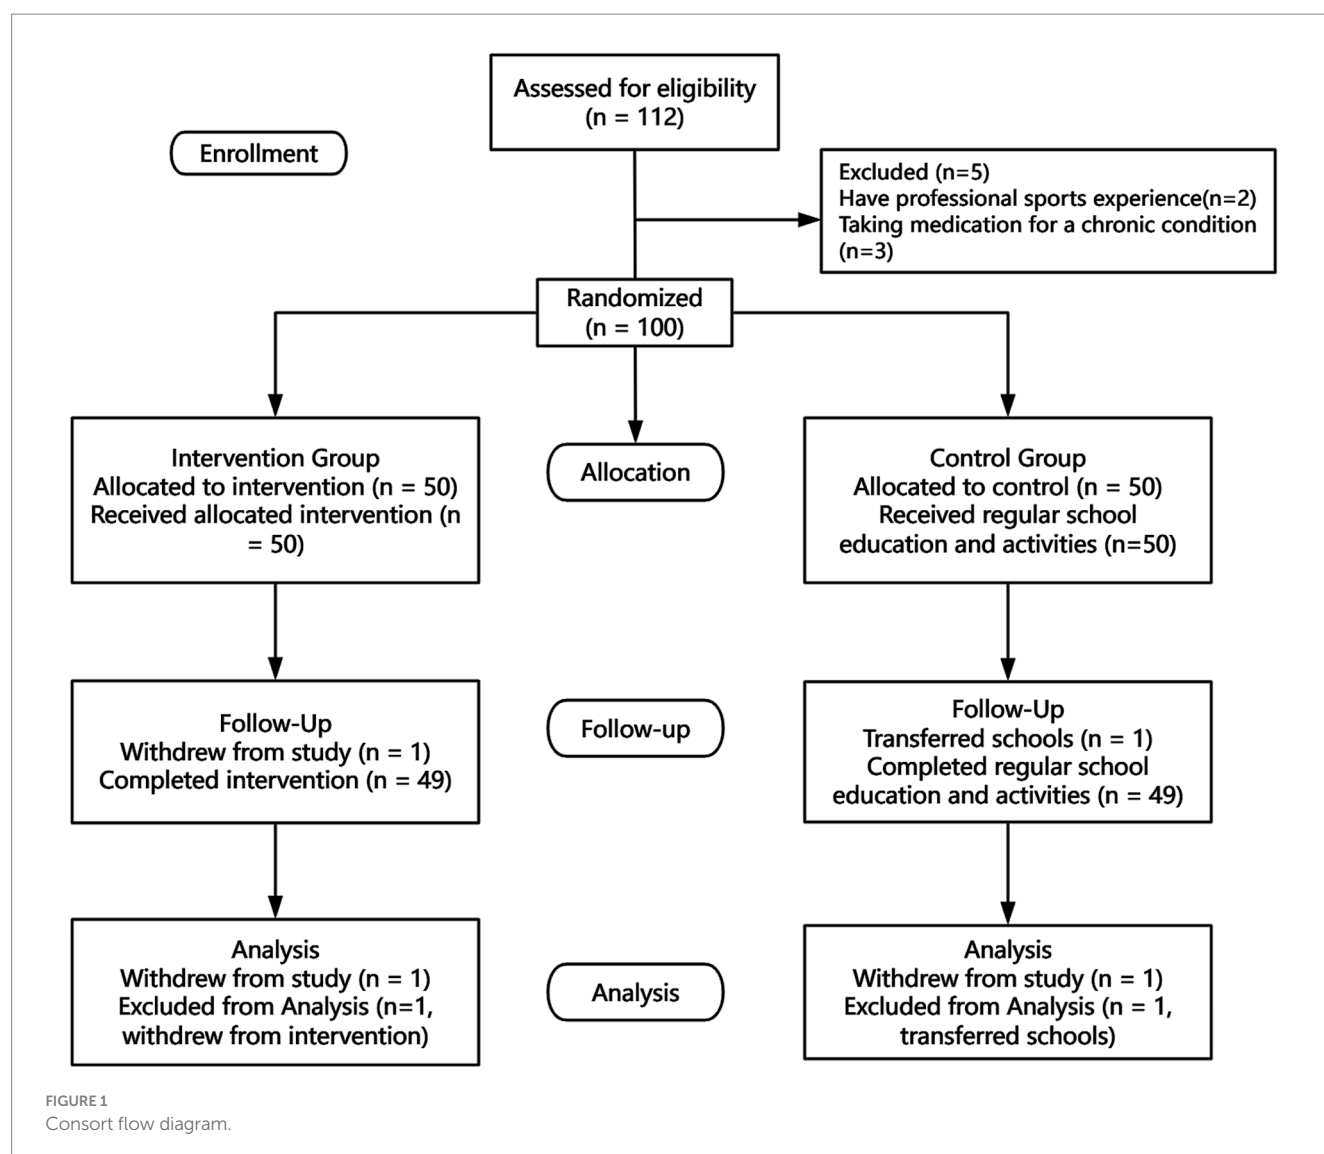 Assessed for eligibility
(n = 112)
Enrollment
Excluded (n=5)
Have professional sports experience(n=2)
Taking medication for a chronic condition
(n=3)
Randomized
(n = 100)
Intervention Group
Allocated to intervention (n = 50)
Received allocated intervention (n
= 50)
Allocation
Control Group
Allocated to control (n = 50)
Received regular school
education and activities (n=50)
Follow-Up
Withdrew from study (n = 1)
Completed intervention (n = 49)
Follow-up
Follow-Up
Transferred schools (n = 1)
Completed regular school
education and activities (n = 49)
Analysis
Withdrew from study (n = 1)
Excluded from Analysis (n=1,
withdrew from intervention)
Analysis
Analysis
Withdrew from study (n = 1)
Excluded from Analysis (n = 1,
transferred schools)
FIGURE 1
Consort flow diagram.